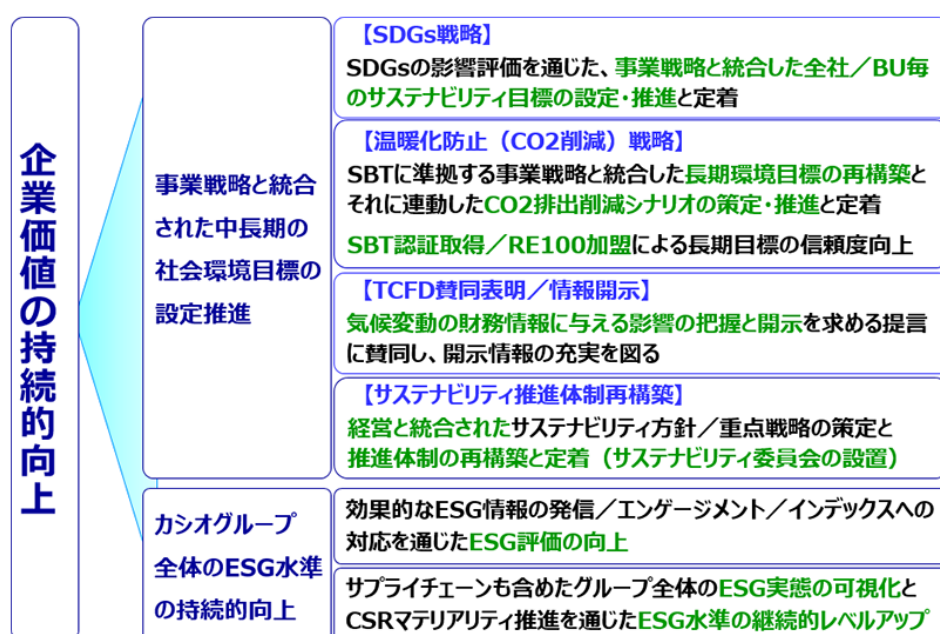 企業価値の持続的向上
事業戦略と統合
された中長期の
社会環境目標の
設定推進
【SDGs戦略】
SDGsの影響評価を通じた、事業戦略と統合した全社／BU毎
のサステナビリティ目標の設定・推進と定着
【温暖化防止（CO2削減）戦略】
SBTに準拠する事業戦略と統合した長期環境目標の再構築と
それに連動したCO2排出削減シナリオの策定・推進と定着
SBT認証取得／RE100加盟による長期目標の信頼度向上
【TCFD賛同表明／情報開示】
気候変動の財務情報に与える影響の把握と開示を求める提言
に賛同し、開示情報の充実を図る
【サステナビリティ推進体制再構築】
経営と統合されたサステナビリティ方針／重点戦略の策定と
推進体制の再構築と定着（サステナビリティ委員会の設置）
カシオグループ
全体のESG水準
の持続的向上
効果的なESG情報の発信／エンゲージメント／インデックスへの
対応を通じたESG評価の向上
サプライチェーンも含めたグループ全体のESG実態の可視化と
CSRマテリアリティ推進を通じたESG水準の継続的レベルアップ